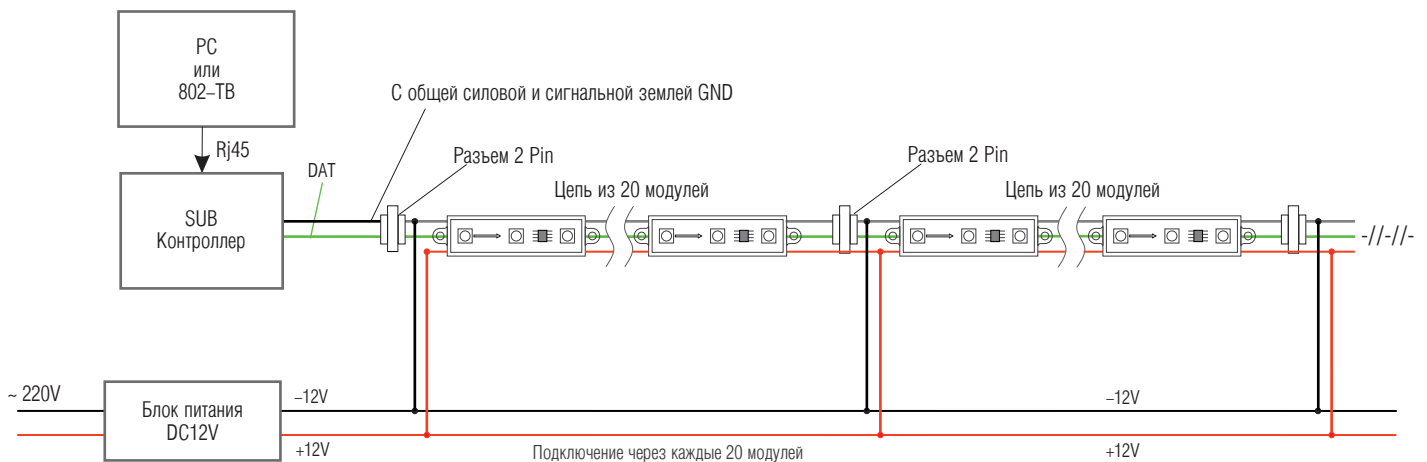 PC
или
802–ТВ
С общей силовой и сигнальной землей GND
Rj45
Разъем 2 Pin
Разъем 2 Pin
DAT
Цепь из 20 модулей
Цепь из 20 модулей
SUB
Контроллер
-//-//-
~ 220V
Блок питания
DC12V
–12V
–12V
+12V
Подключение через каждые 20 модулей
+12V